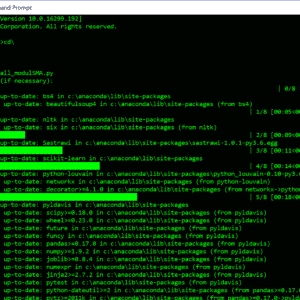 and Prompt
Version 10.0.16299.192]
Corporation. All rights reserved.
>cd\
all_modulSMA.py
(if necessary):
| 0/8
up-to-date: bs4 in c:\anaconda\lib\site-packages
up-to-date: beautifulsoup4 in c:\anaconda\lib\site-packages (from bs4)
| 1/8 [00:05<00
up-to-date: nltk in c:\anaconda\lib\site-packages
up-to-date: six in c:\anaconda\lib\site-packages (from nltk)
| 2/8 [00:09<00
up-to-date: Sastrawi in c:\anaconda\lib\site-packages\sastrawi-1.0.1-py3.6.egg
| 3/8 [00:11<00
up-to-date: scikit-learn in c:\anaconda\lib\site-packages
| 4/8 [00:14<00
up-to-date: python-louvain in c:\anaconda\lib\site-packages\python_louvain-0.10-py3.6
up-to-date: networkx in c:\anaconda\lib\site-packages (from python-louvain)
up-to-date: decorator>=4.1.0 in c:\anaconda\lib\site-packages (from networkx->python
| 5/8 [00:18<00
up-to-date: pyldavis in c:\anaconda\lib\site-packages
up-to-date: scipy>=0.18.0 in c:\anaconda\lib\site-packages (from pyldavis)
up-to-date: wheel>=0.23.0 in c:\anaconda\lib\site-packages (from pyldavis)
up-to-date: future in c:\anaconda\lib\site-packages (from pyldavis)
up-to-date: funcy in c:\anaconda\lib\site-packages (from pyldavis)
up-to-date: pandas>=0.17.0 in c:\anaconda\lib\site-packages (from pyldavis)
up-to-date: numpy>=1.9.2 in c:\anaconda\lib\site-packages (from pyldavis)
up-to-date: joblib>=0.8.4 in c:\anaconda\lib\site-packages (from pyldavis)
up-to-date: numexpr in c:\anaconda\lib\site-packages (from pyldavis)
up-to-date: jinja2>=2.7.2 in c:\anaconda\lib\site-packages (from pyldavis)
up-to-date: pytest in c:\anaconda\lib\site-packages (from pyldavis)
up-to-date: python-dateutil>=2 in c:\anaconda\lib\site-packages (from pandas>=0.17.
up-to-date: pytz>=2011k in c:\anaconda\lib\site-packages (from pandas>=0.17.0->